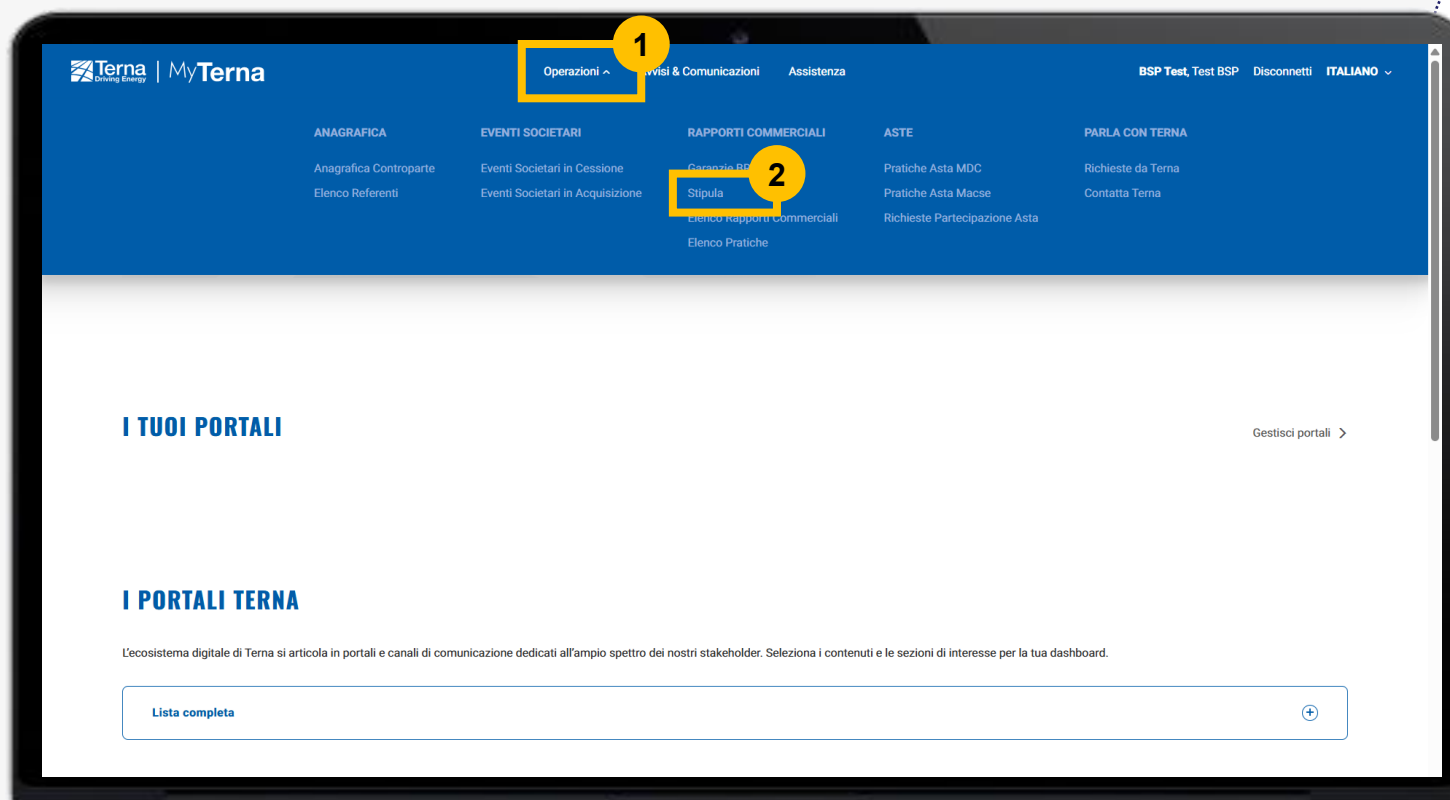 1
Terna Driving Energy | MyTerna
Operazioni
& Comunicazioni
Assistenza
BSP Test, Test BSP
Disconnetti
ITALIANO
ANAGRAFICA
Anagrafica Controparte
Elenco Referenti
EVENTI SOCIETARI
Eventi Societari in Cessione
Eventi Societari in Acquisizione
RAPPORTI COMMERCIALI
Garanzie
2
Stipula
Elenco Rapporti Commerciali
Elenco Pratiche
ASTE
Pratiche Asta MDC
Pratiche Asta Macse
Richieste Partecipazione Asta
PARLA CON TERNA
Richieste da Terna
Contatta Terna
I TUOI PORTALI
Gestisci portali
I PORTALI TERNA
L'ecosistema digitale di Terna si articola in portali e canali di comunicazione dedicati all'ampio spettro dei nostri stakeholder. Seleziona i contenuti e le sezioni di interesse per la tua dashboard.
Lista completa